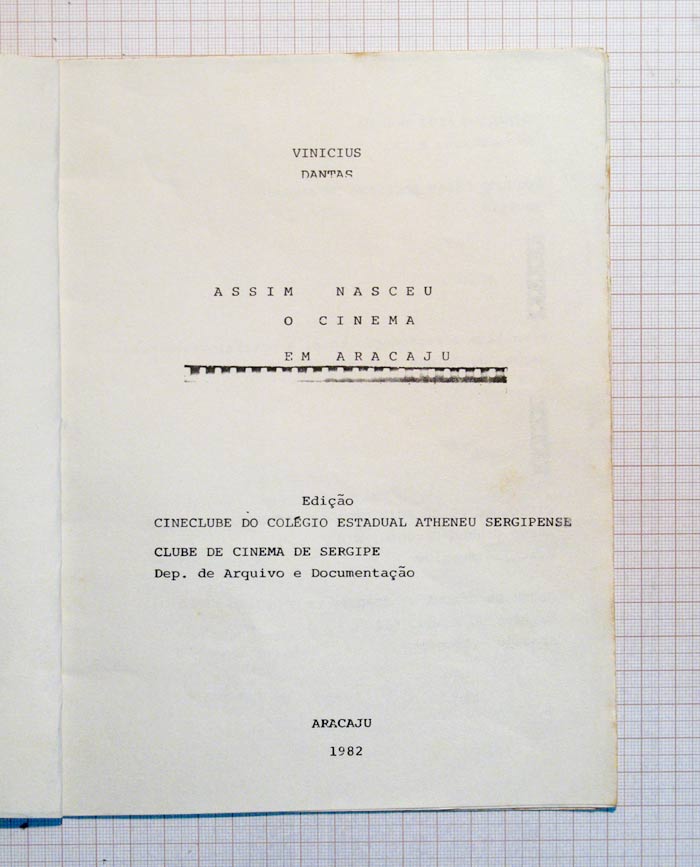 VINICIUS
DANTAS
ASSIM NASCEU
O CINEMA
EM ARACAJU
Edição
CINECLUBE DO COLÉGIO ESTADUAL ATHENEU SERGIPENSE
CLUBE DE CINEMA DE SERGIPE
Dep. de Arquivo e Documentação
ARACAJU
1982